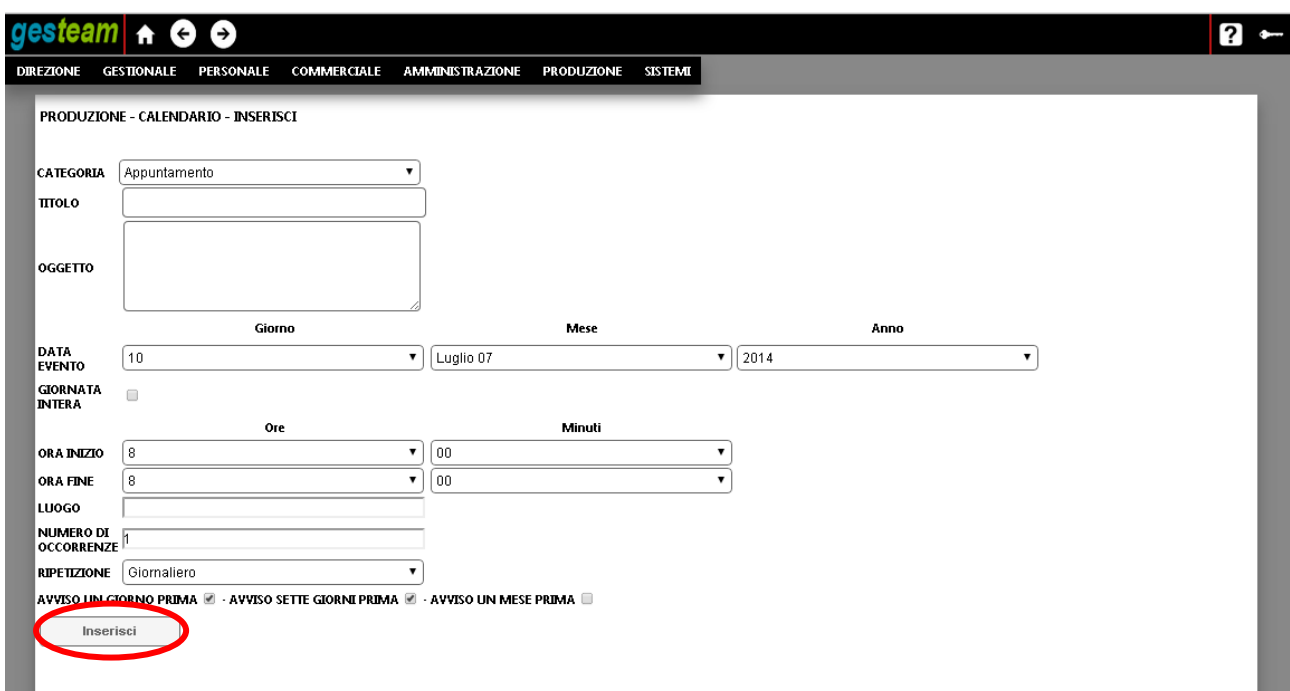 gesteam ?
DIREZIONE GESTIONALE PERSONALE COMMERCIALE AMMINISTRAZIONE PRODUZIONE SISTEMI
PRODUZIONE - CALENDARIO - INSERISCI
CATEGORIA Appuntamento
TITOLO
OGGETTO
Giorno Mese Anno
DATA EVENTO 10 Luglio 07 2014
GIORNATA INTERA
Ore Minuti
ORA INIZIO 8 00
ORA FINE 8 00
LUOGO
NUMERO DI OCCORRENZE 1
RIPETIZIONE Giornaliero
AVVISO UN GIORNO PRIMA - AVVISO SETTE GIORNI PRIMA - AVVISO UN MESE PRIMA
Inserisci